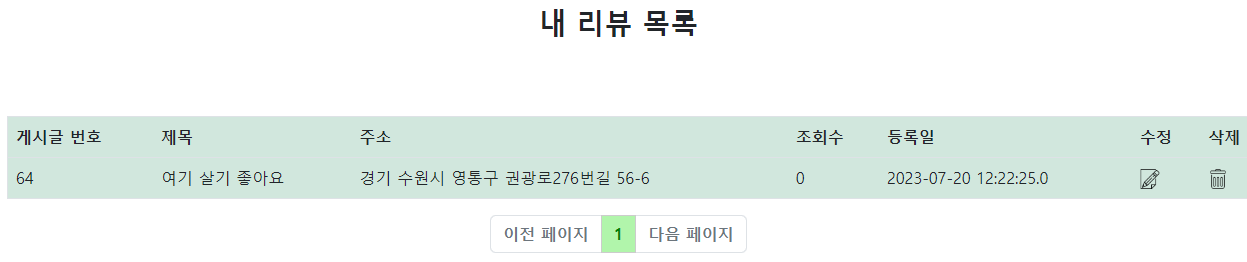 내 리뷰 목록
게시글 번호 제목 주소 조회수 등록일 수정 삭제
64 여기 살기 좋아요 경기 수원시 영통구 권광로276번길 56-6 0 2023-07-20 12:22:25.0
이전 페이지 1 다음 페이지